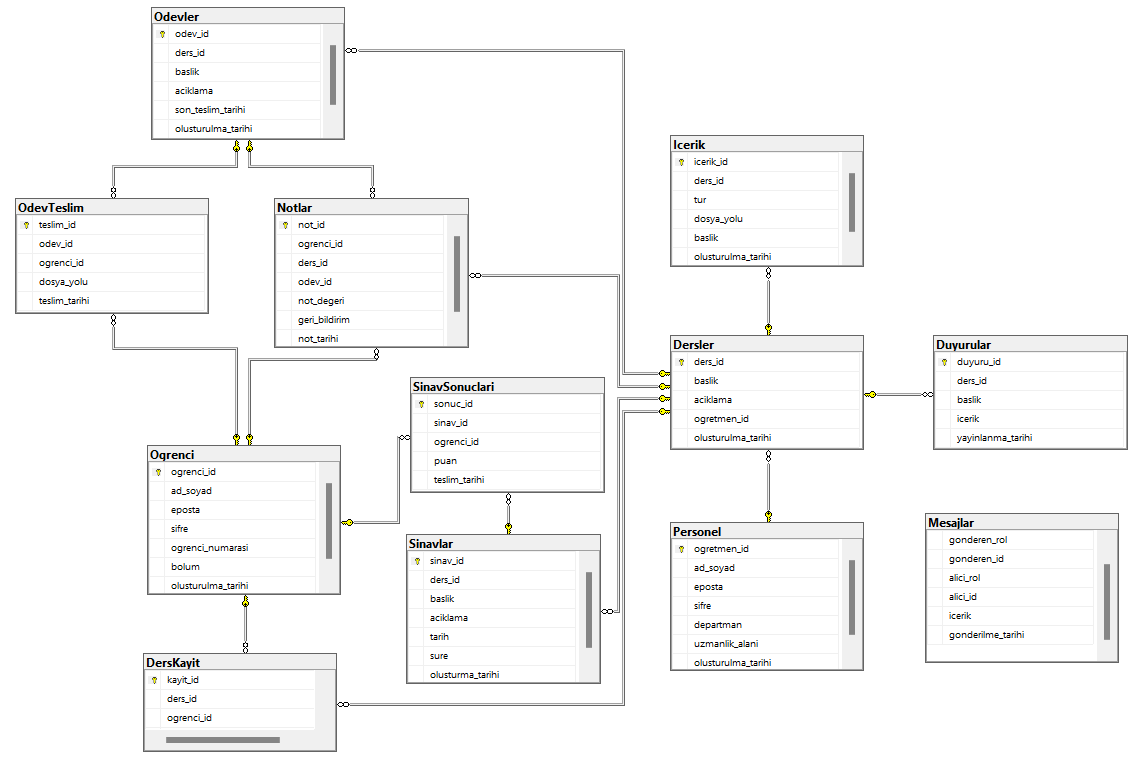 Odevler
odev_id
ders_id
baslik
aciklama
son_teslim_tarihi
olusturulma_tarihi
OdevTeslim
teslim_id
odev_id
ogrenci_id
dosya_yolu
teslim_tarihi
Notlar
not_id
ogrenci_id
ders_id
odev_id
not_degeri
geri_bildirim
not_tarihi
Icerik
icerik_id
ders_id
tur
dosya_yolu
baslik
olusturulma_tarihi
Dersler
ders_id
baslik
aciklama
ogretmen_id
olusturulma_tarihi
Duyurular
duyuru_id
ders_id
baslik
icerik
yayinlanma_tarihi
SinavSonuclari
sonuc_id
sinav_id
ogrenci_id
puan
teslim_tarihi
Ogrenci
ogrenci_id
ad_soyad
eposta
sifre
ogrenci_numarasi
bolum
olusturulma_tarihi
Sinavlar
sinav_id
ders_id
baslik
aciklama
tarih
sure
olusturma_tarihi
Personel
ogretmen_id
ad_soyad
eposta
sifre
departman
uzmanlik_alani
olusturulma_tarihi
Mesajlar
gonderen_rol
gonderen_id
alici_rol
alici_id
icerik
gonderilme_tarihi
DersKayit
kayit_id
ders_id
ogrenci_id